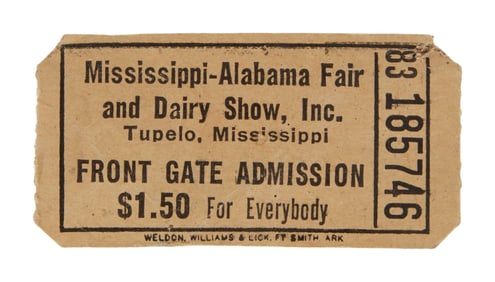 Mississippi-Alabama Fair
and Dairy Show, Inc.
Tupelo, Mississippi
FRONT GATE ADMISSION
$1.50 For Everybody
WELDON, WILLIAMS & LICK, FT SMITH ARK
83 185746